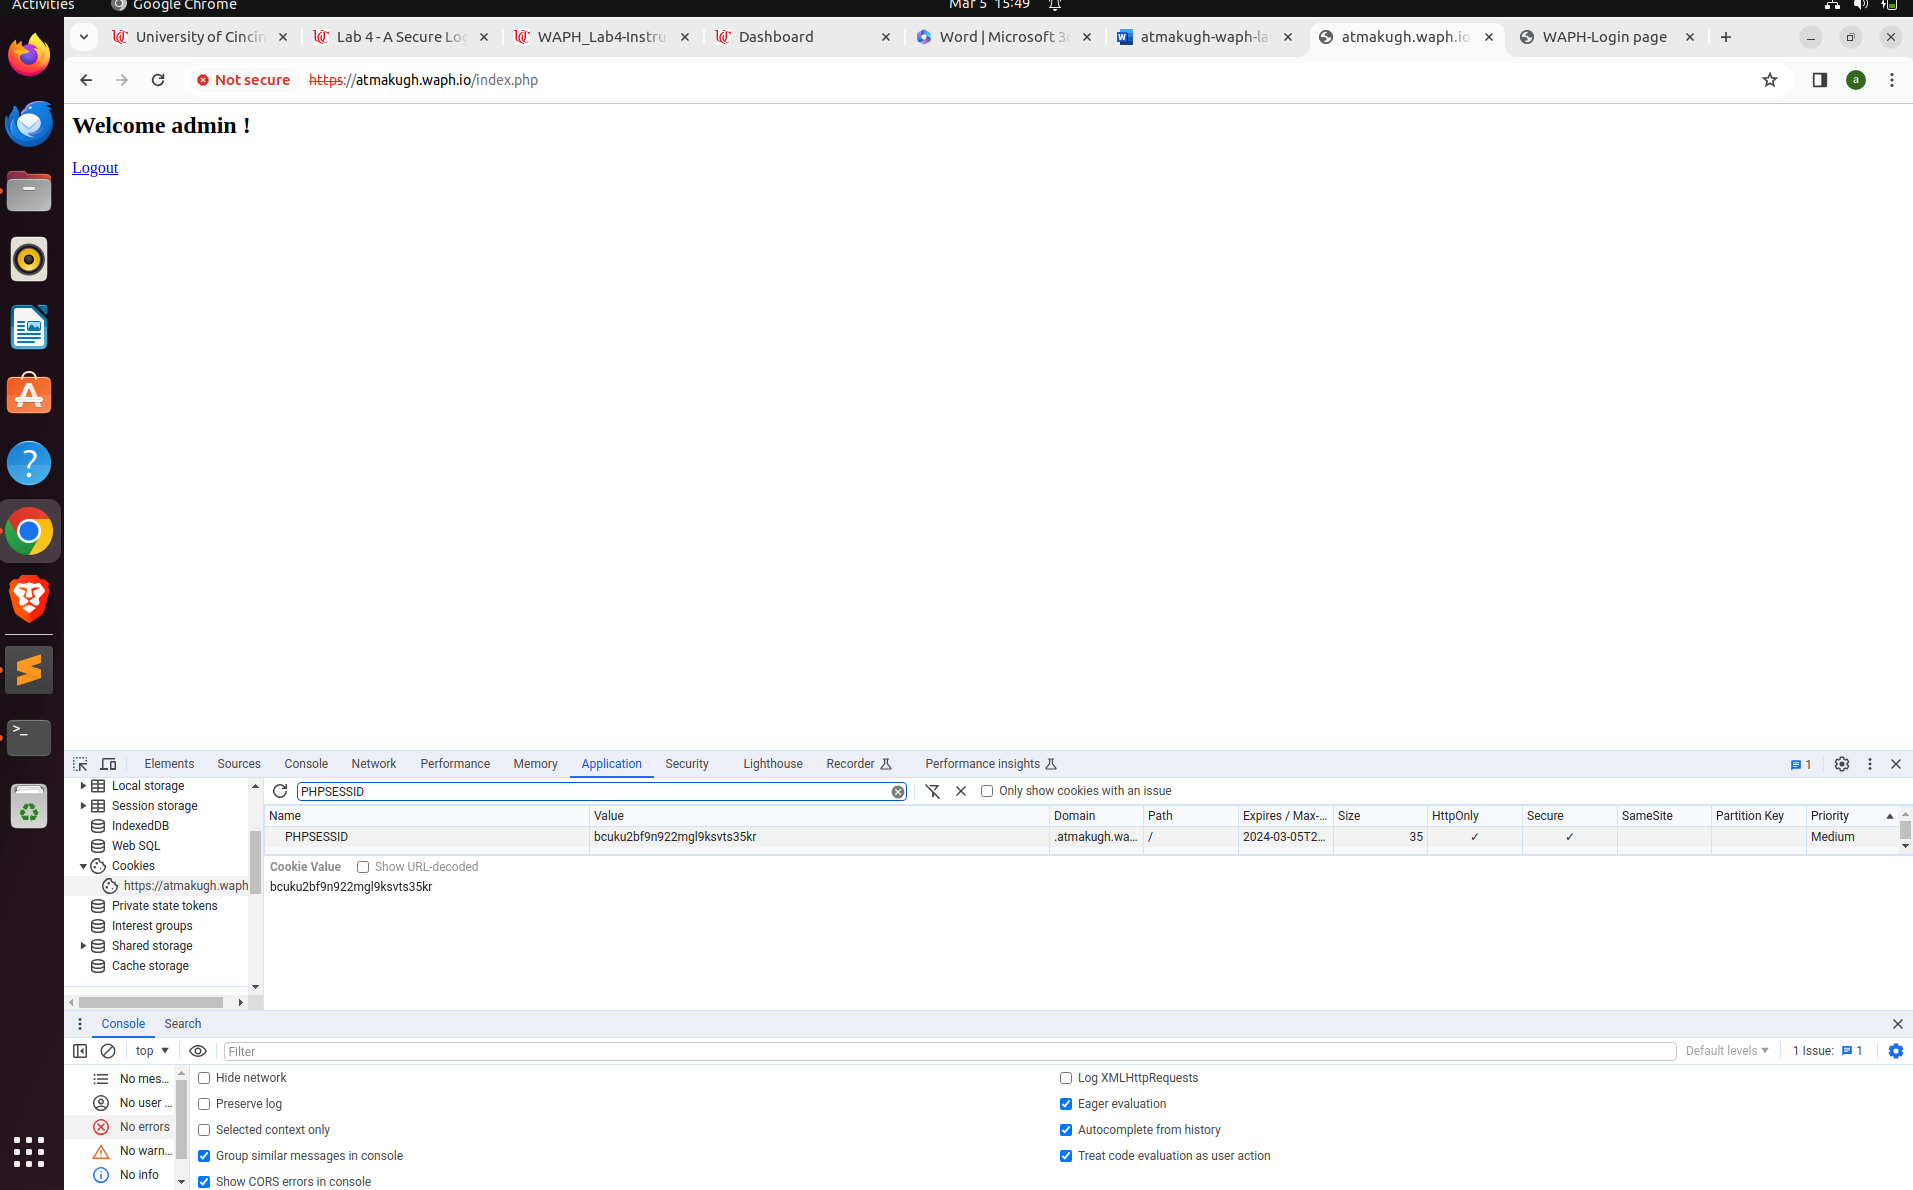 Activities
Google Chrome
Mar 5 15:49
University of Cincin
Lab 4 - A Secure Lo
WAPH_Lab4-Instru
Dashboard
Word | Microsoft 3
atmakugh-waph-la
atmakugh.waph.io
WAPH-Login page
Not secure
https://atmakugh.waph.io/index.php
a
Welcome admin !
Logout
Elements Sources Console Network Performance Memory Application Security Lighthouse Recorder Performance insights 1
Local storage
Session storage
IndexedDB
Web SQL
Cookies
https://atmakugh.waph
Private state tokens
Interest groups
Shared storage
Cache storage
PHPSESSID
Only show cookies with an issue
Name Value Domain Path Expires / Max-... Size HttpOnly Secure SameSite Partition Key Priority
PHPSESSID bcuku2bf9n922mgl9ksvts35kr .atmakugh.wa... / 2024-03-05T2... 35 ✓ ✓ Medium
Cookie Value Show URL-decoded
bcuku2bf9n922mgl9ksvts35kr
Console Search
top Filter Default levels 1 Issue: 1
No mes...
No user ...
No errors
No warn...
No info
Hide network
Preserve log
Selected context only
Group similar messages in console
Show CORS errors in console
Log XMLHttpRequests
Eager evaluation
Autocomplete from history
Treat code evaluation as user action